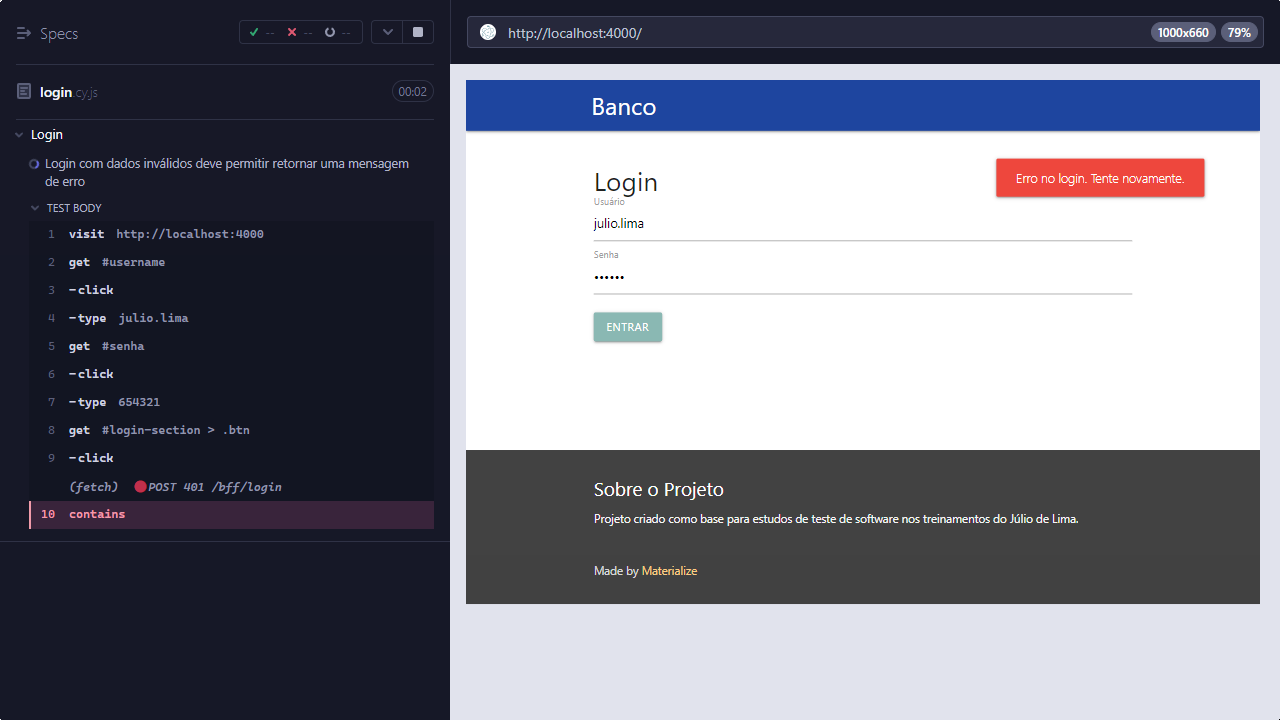 Specs
-- -- --
login.cy.js
00:02
Login
Login com dados inválidos deve permitir retornar uma mensagem
de erro
TEST BODY
1 visit http://localhost:4000
2 get #username
3 -click
4 -type julio.lima
5 get #senha
6 -click
7 -type 654321
8 get #login-section > .btn
9 -click
(fetch) POST 401 /bff/login
10 contains
http://localhost:4000/
1000x660 79%
Banco
Erro no login. Tente novamente.
Login
Usuário
julio.lima
Senha
••••••
ENTRAR
Sobre o Projeto
Projeto criado como base para estudos de teste de software nos treinamentos do Júlio de Lima.
Made by Materialize